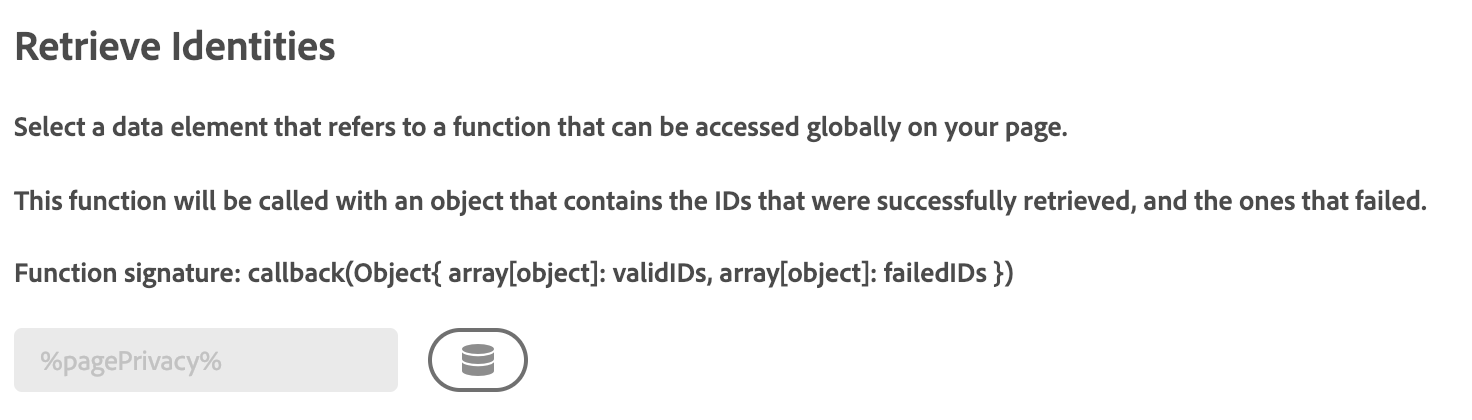 Retrieve Identities
Select a data element that refers to a function that can be accessed globally on your page.
This function will be called with an object that contains the IDs that were successfully retrieved, and the ones that failed.
Function signature: callback(Object{ array[object]: validIDs, array[object]: failedIDs })
%pagePrivacy%